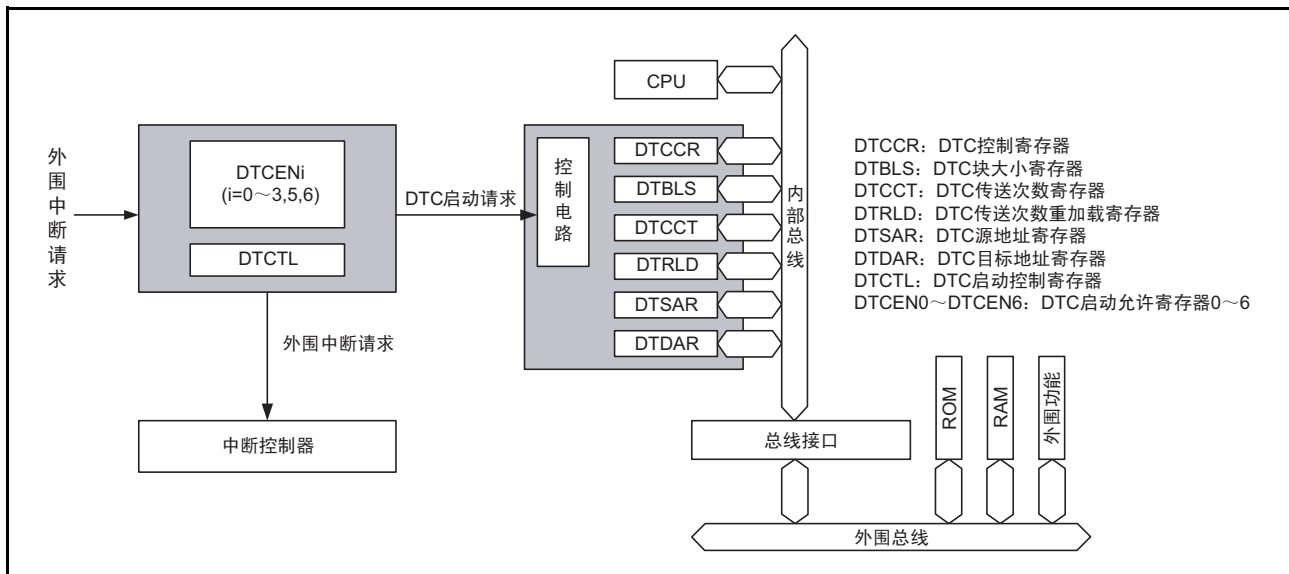 外围中断请求
DTCENi
(i=0～3,5,6)
DTCTL
DTC启动请求
外围中断请求
中断控制器
控制电路
CPU
DTCCR
DTBLS
DTCCT
DTRLD
DTSAR
DTDAR
内部总线
DTCCR：DTC控制寄存器
DTBLS：DTC块大小寄存器
DTCCT：DTC传送次数寄存器
DTRLD：DTC传送次数重加载寄存器
DTSAR：DTC源地址寄存器
DTDAR：DTC目标地址寄存器
DTCTL：DTC启动控制寄存器
DTCEN0～DTCEN6：DTC启动允许寄存器0～6
总线接口
ROM
RAM
外围功能
外围总线